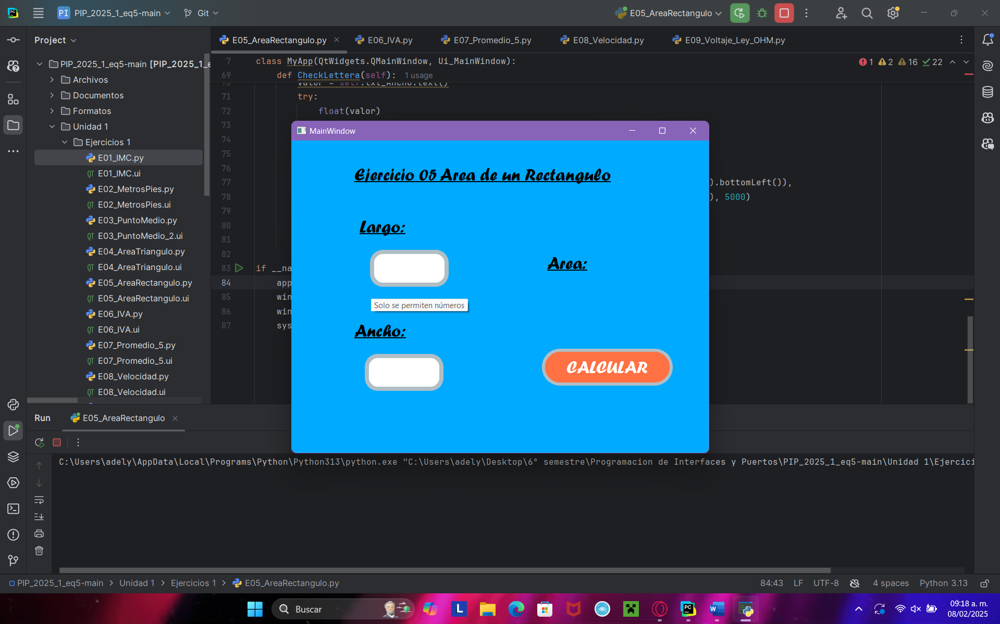 PI PIP_2025_1_eq5-main Git E05_AreaRectangulo
Project
E05_AreaRectangulo.py E06_IVA.py E07_Promedio_5.py E08_Velocidad.py E09_Voltaje_Ley_OHM.py
PIP_2025_1_eq5-main [PIP_2025_1_e
Archivos
Documentos
Formatos
Unidad 1
Ejercicios 1
E01_IMC.py
E01_IMC.ui
E02_MetrosPies.py
E02_MetrosPies.ui
E03_PuntoMedio.py
E03_PuntoMedio_2.ui
E04_AreaTriangulo.py
E04_AreaTriangulo.ui
E05_AreaRectangulo.py
E05_AreaRectangulo.ui
E06_IVA.py
E06_IVA.ui
E07_Promedio_5.py
E07_Promedio_5.ui
E08_Velocidad.py
E08_Velocidad.ui
7 class MyApp(QtWidgets.QMainWindow, Ui_MainWindow): 1 2 16 22
69 def CheckLettera(self): 1 usage
70 valor = self.txt_Ancho.text()
71 try:
72 float(valor)
73
74
75
76
77 ).bottomLeft()),
78 ), 5000)
79
80
81
82
83 if __na
84 app
85 win
86 win
87 sys
MainWindow
Ejercicio 05 Area de un Rectangulo
Largo:
Area:
Solo se permiten números
Ancho:
CALCULAR
Run E05_AreaRectangulo
C:\Users\adely\AppData\Local\Programs\Python\Python313\python.exe "C:\Users\adely\Desktop\6° semestre\Programacion de Interfaces y Puertos\PIP_2025_1_eq5-main\Unidad 1\Ejercici
PIP_2025_1_eq5-main > Unidad 1 > Ejercicios 1 > E05_AreaRectangulo.py 84:43 LF UTF-8 4 spaces Python 3.13
Buscar
09:18 a. m.
08/02/2025